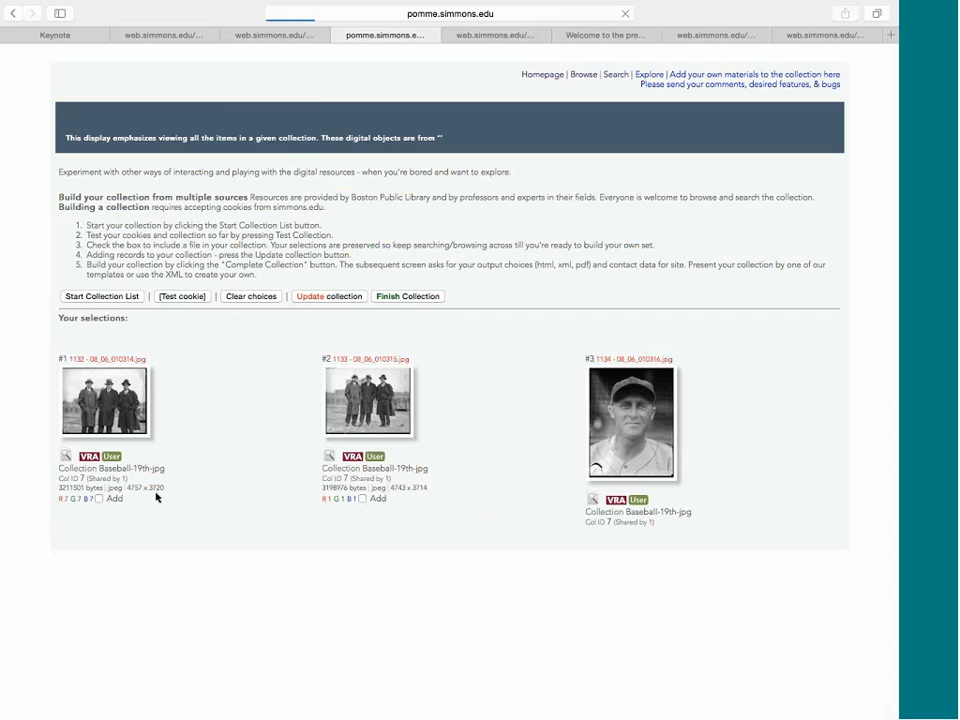 pomme.simmons.edu
Keynote
web.simmons.edu/...
web.simmons.edu/...
pomme.simmons.e...
web.simmons.edu/...
Welcome to the pre...
web.simmons.edu/...
web.simmons.edu/...
Homepage | Browse | Search | Explore | Add your own materials to the collection here
Please send your comments, desired features, & bugs
This display emphasizes viewing all the items in a given collection. These digital objects are from ""
Experiment with other ways of interacting and playing with the digital resources - when you're bored and want to explore.
Build your collection from multiple sources Resources are provided by Boston Public Library and by professors and experts in their fields. Everyone is welcome to browse and search the collection.
Building a collection requires accepting cookies from simmons.edu.
1. Start your collection by clicking the Start Collection List button.
2. Test your cookies and collection so far by pressing Test Collection.
3. Check the box to include a file in your collection. Your selections are preserved so keep searching/browsing across till you're ready to build your own set.
4. Adding records to your collection - press the Update collection button.
5. Build your collection by clicking the "Complete Collection" button. The subsequent screen asks for your output choices (html, xml, pdf) and contact data for site. Present your collection by one of our
templates or use the XML to create your own.
Start Collection List | [Test cookie] | Clear choices | Update collection | Finish Collection
Your selections:
#1 1132 - 08_06_010314.jpg
VRA User
Collection Baseball-19th-jpg
Col ID 7 (Shared by 1)
3211501 bytes | jpeg | 4757 x 3720
R 7 G 7 B 7 Add
#2 1133 - 08_06_010315.jpg
VRA User
Collection Baseball-19th-jpg
Col ID 7 (Shared by 1)
3198976 bytes | jpeg | 4743 x 3714
R 1 G 1 B 1 Add
#3 1134 - 08_06_010316.jpg
VRA User
Collection Baseball-19th-jpg
Col ID 7 (Shared by 1)